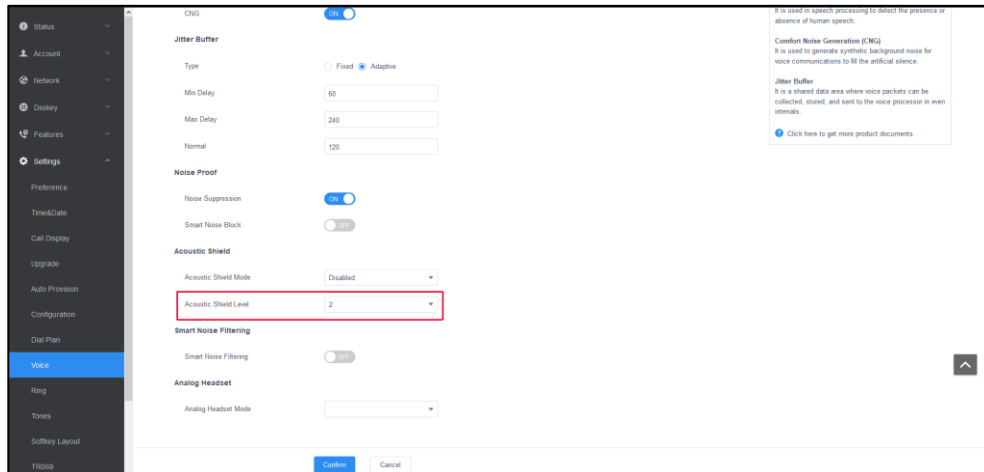 Status
Account
Network
Dsskey
Features
Settings
Preference
Time&Date
Call Display
Upgrade
Auto Provision
Configuration
Dial Plan
Voice
Ring
Tones
Softkey Layout
TR069
CNG
ON
Jitter Buffer
Type
Fixed
Adaptive
Min Delay
60
Max Delay
240
Normal
120
Noise Proof
Noise Suppression
ON
Smart Noise Block
OFF
Acoustic Shield
Acoustic Shield Mode
Disabled
Acoustic Shield Level
2
Smart Noise Filtering
Smart Noise Filtering
OFF
Analog Headset
Analog Headset Mode
Confirm
Cancel
It is used in speech processing to detect the presence or
absence of human speech.
Comfort Noise Generation (CNG)
It is used to generate synthetic background noise for
voice communications to fill the artificial silence.
Jitter Buffer
It is a shared data area where voice packets can be
collected, stored, and sent to the voice processor in even
intervals.
Click here to get more product documents.